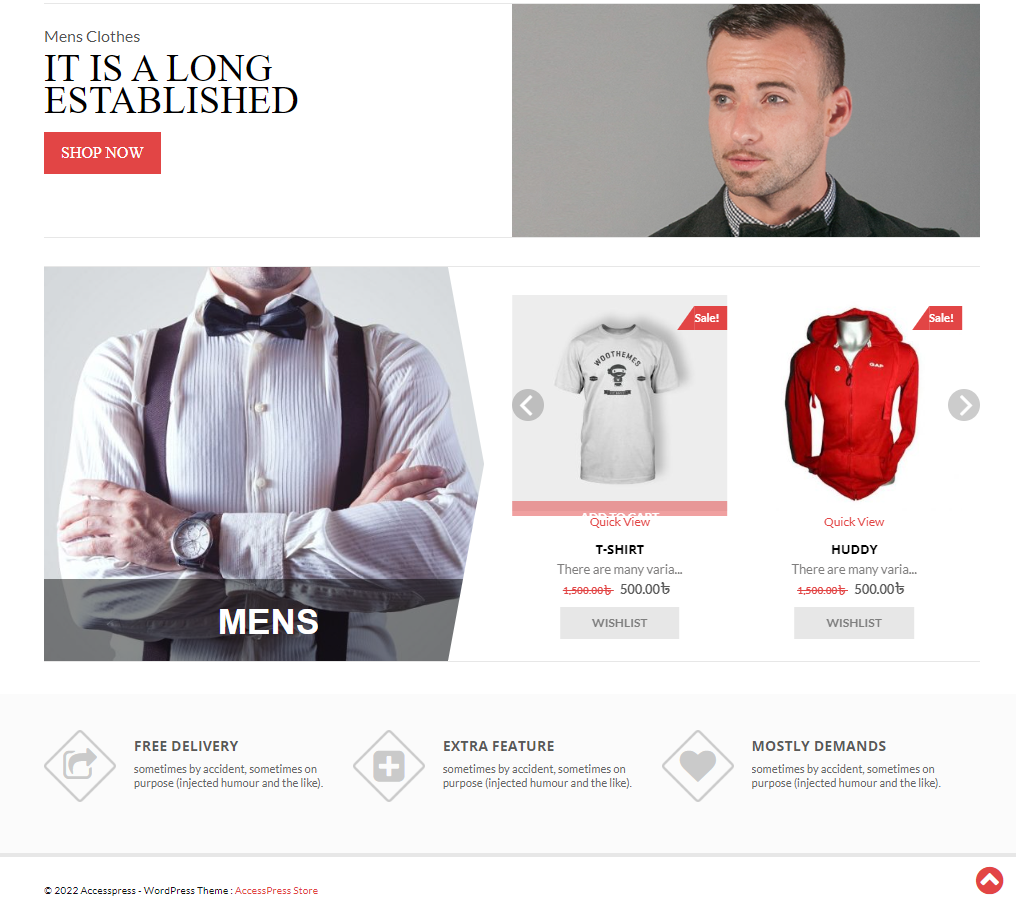 Mens Clothes
IT IS A LONG
ESTABLISHED
SHOP NOW
MENS
Sale!
WOOTHEMES
ADD TO CART
Quick View
T-SHIRT
There are many varia...
1,500.00৳ 500.00৳
WISHLIST
Sale!
GAP
Quick View
HUDDY
There are many varia...
1,500.00৳ 500.00৳
WISHLIST
FREE DELIVERY
sometimes by accident, sometimes on
purpose (injected humour and the like).
EXTRA FEATURE
sometimes by accident, sometimes on
purpose (injected humour and the like).
MOSTLY DEMANDS
sometimes by accident, sometimes on
purpose (injected humour and the like).
© 2022 Accesspress - WordPress Theme : AccessPress Store